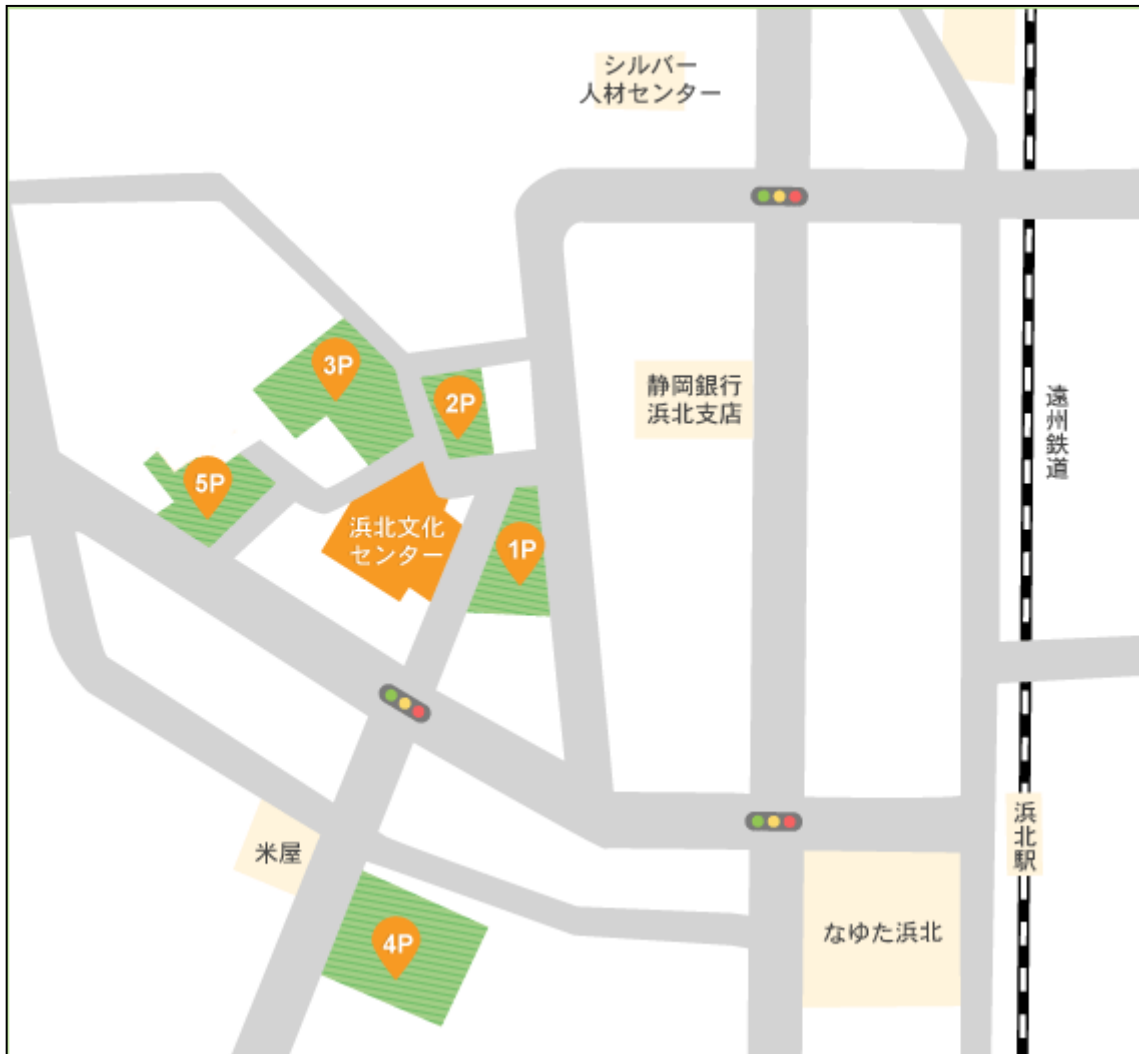 シルバー
人材センター
3P
2P
静岡銀行
浜北支店
遠州鉄道
5P
浜北文化
センター
1P
米屋
浜北駅
4P
なゆた浜北